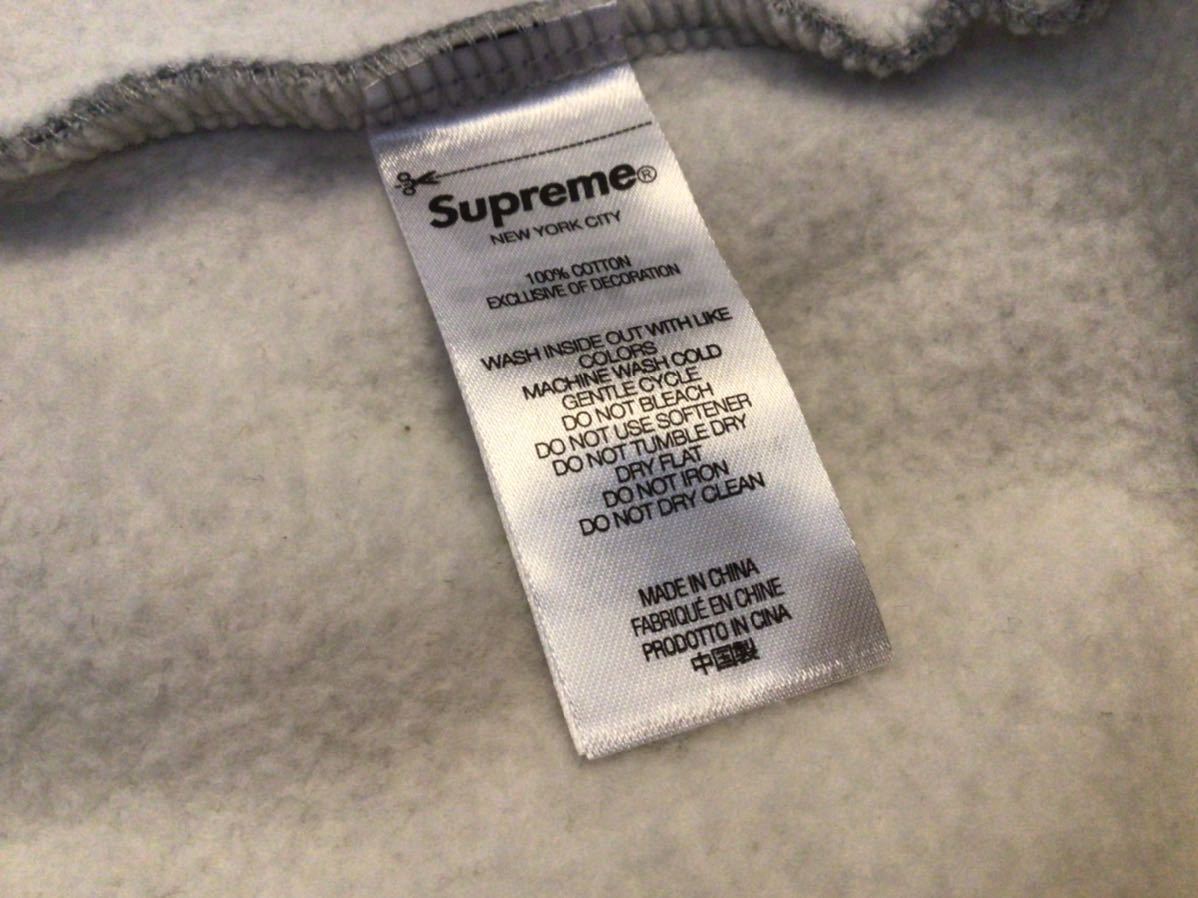 Supreme®
NEW YORK CITY
100% COTTON
EXCLUSIVE OF DECORATION
WASH INSIDE OUT WITH LIKE
COLORS
MACHINE WASH COLD
GENTLE CYCLE
DO NOT BLEACH
DO NOT USE SOFTENER
DO NOT TUMBLE DRY
DRY FLAT
DO NOT IRON
DO NOT DRY CLEAN
MADE IN CHINA
FABRIQUÉ EN CHINE
PRODOTTO IN CINA
中国製